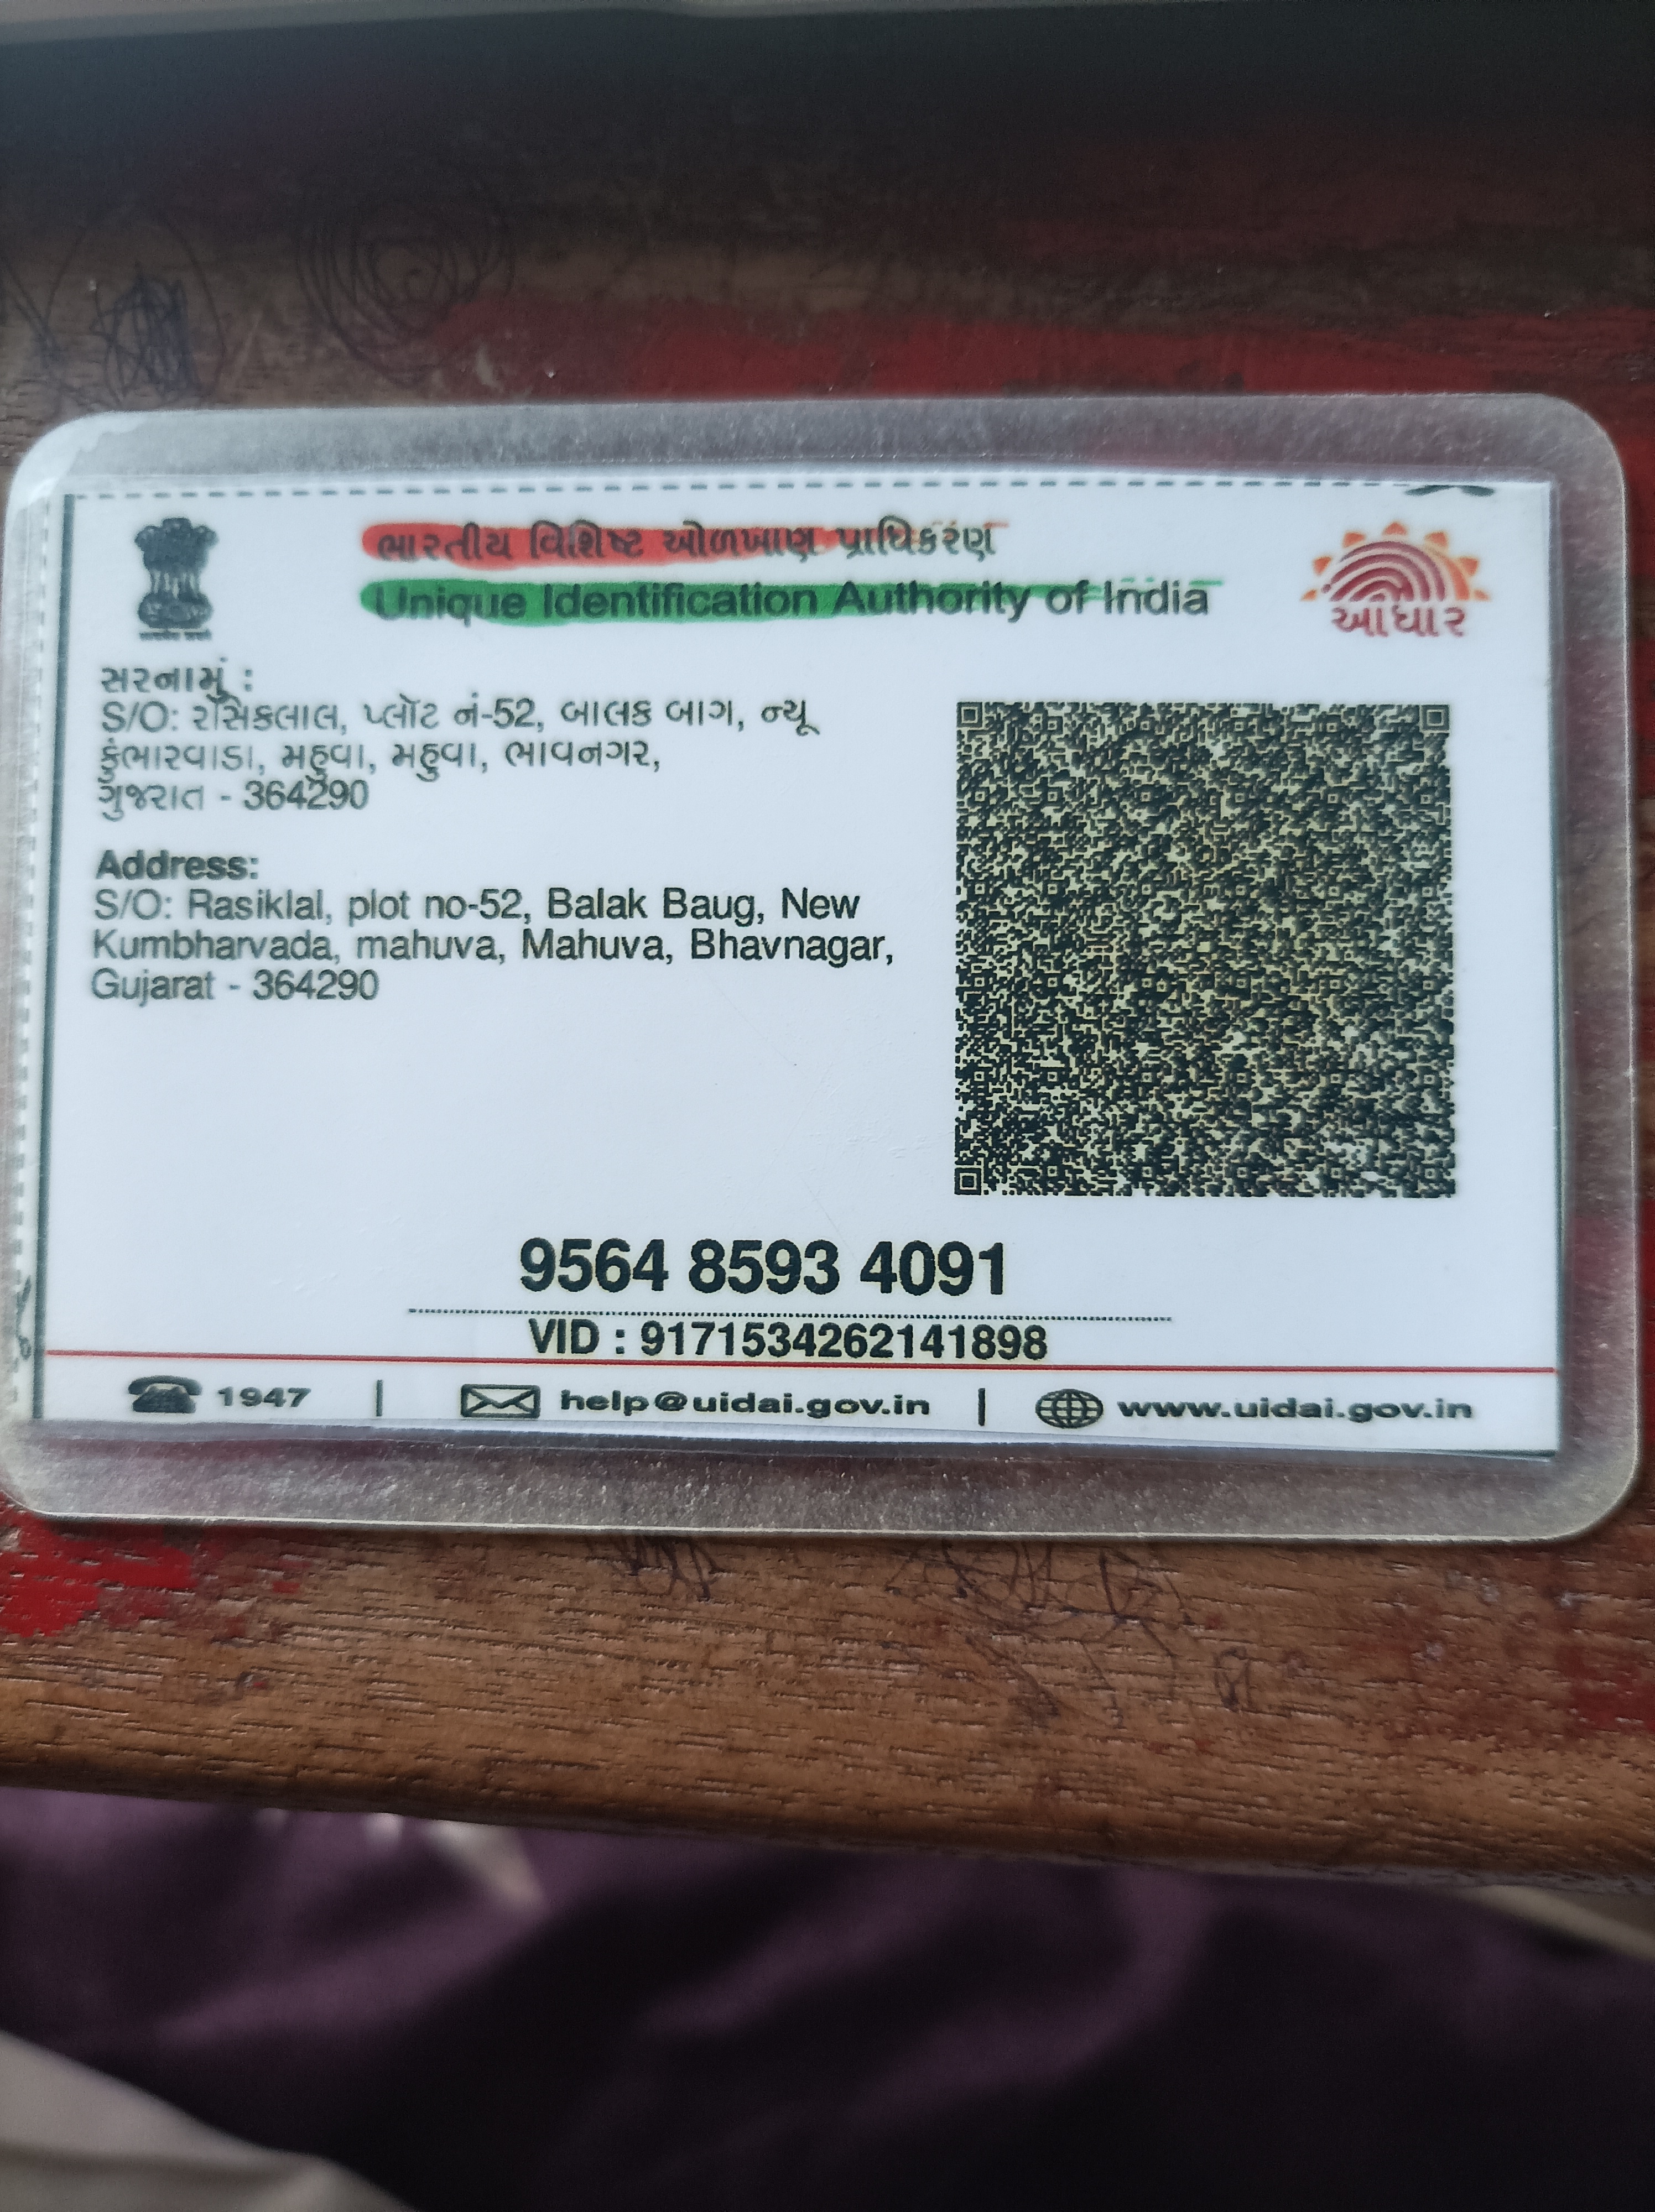 ભારતીય વિશિષ્ટ ઓળખાણ પ્રાધિકરણ
Unique Identification Authority of India
આધાર
સરનામું :
S/O: રસિકલાલ, પ્લૉટ નં-52, બાલક બાગ, ન્યૂ
કુંભારવાડા, મહુવા, મહુવા, ભાવનગર,
ગુજરાત - 364290
Address:
S/O: Rasiklal, plot no-52, Balak Baug, New
Kumbharvada, mahuva, Mahuva, Bhavnagar,
Gujarat - 364290
9564 8593 4091
VID : 9171534262141898
1947 | help@uidai.gov.in | www.uidai.gov.in